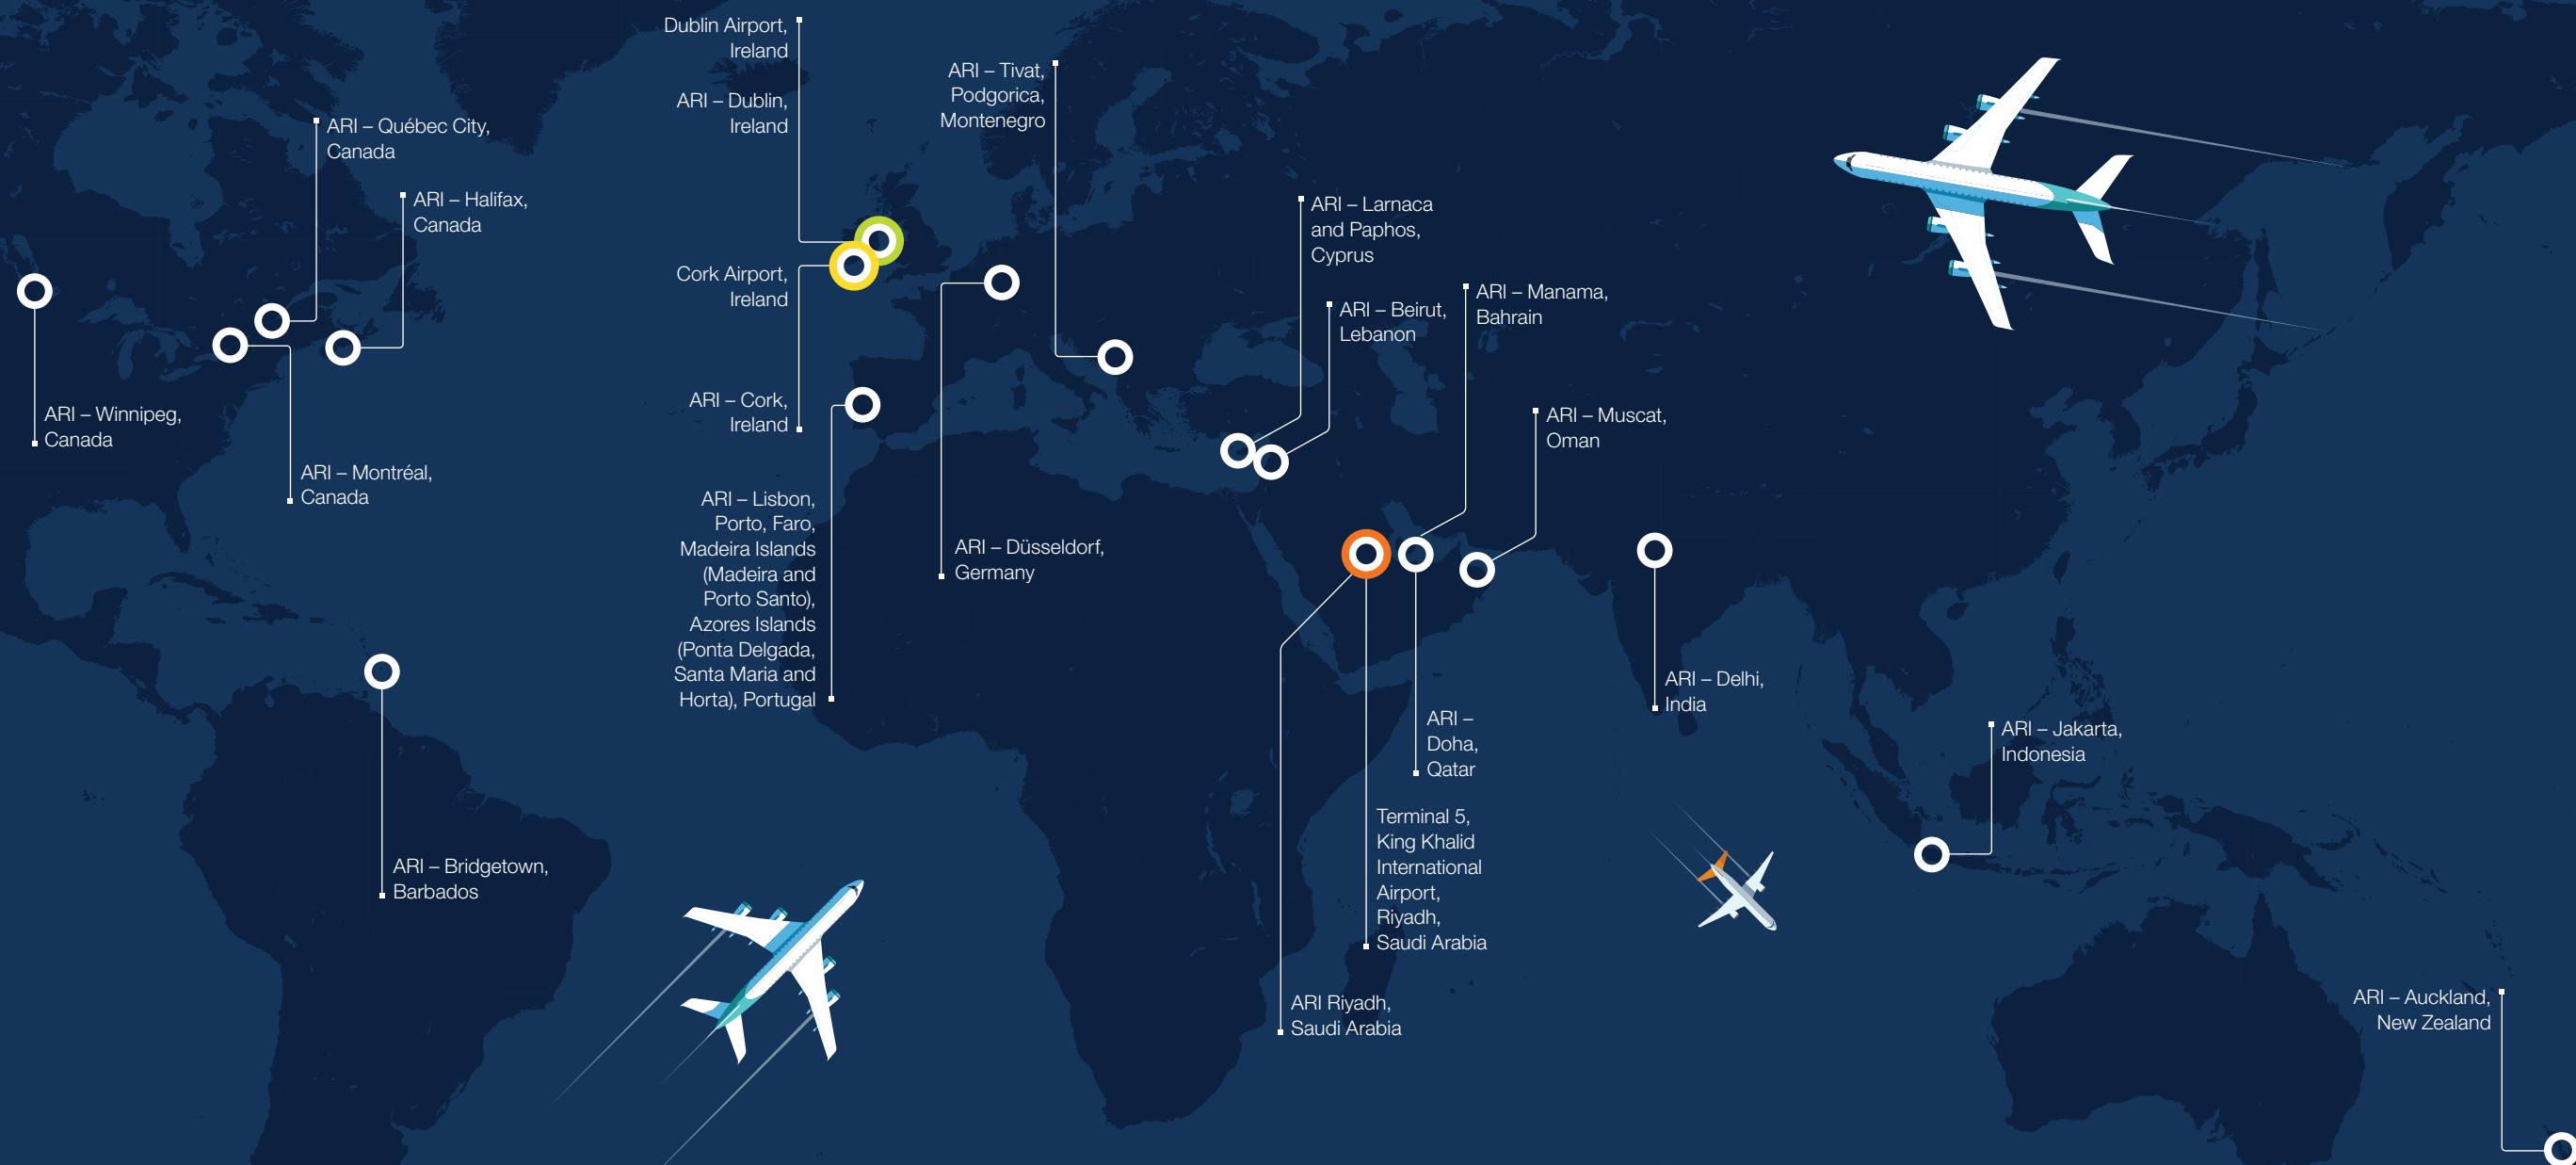 Dublin Airport,
Ireland
ARI – Dublin,
Ireland
ARI – Tivat,
Podgorica,
Montenegro
ARI – Québec City,
Canada
ARI – Halifax,
Canada
ARI – Larnaca
and Paphos,
Cyprus
Cork Airport,
Ireland
ARI – Beirut,
Lebanon
ARI – Manama,
Bahrain
ARI – Cork,
Ireland
ARI – Winnipeg,
Canada
ARI – Muscat,
Oman
ARI – Montréal,
Canada
ARI – Lisbon,
Porto, Faro,
Madeira Islands
(Madeira and
Porto Santo),
Azores Islands
(Ponta Delgada,
Santa Maria and
Horta), Portugal
ARI – Düsseldorf,
Germany
ARI – Delhi,
India
ARI –
Doha,
Qatar
ARI – Jakarta,
Indonesia
Terminal 5,
King Khalid
International
Airport,
Riyadh,
Saudi Arabia
ARI – Bridgetown,
Barbados
ARI Riyadh,
Saudi Arabia
ARI – Auckland,
New Zealand